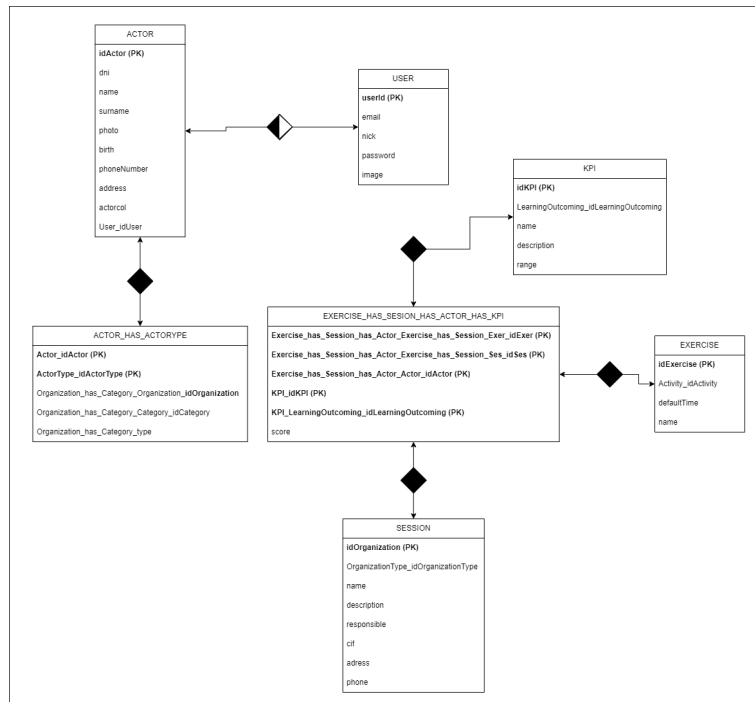 ACTOR
idActor (PK)
dni
name
surname
photo
birth
phoneNumber
address
actorcol
User_idUser
USER
userId (PK)
email
nick
password
image
KPI
idKPI (PK)
LearningOutcoming_idLearningOutcoming
name
description
range
ACTOR_HAS_ACTORYPE
Actor_idActor (PK)
ActorType_idActorType (PK)
Organization_has_Category_Organization_idOrganization
Organization_has_Category_Category_idCategory
Organization_has_Category_type
EXERCISE_HAS_SESION_HAS_ACTOR_HAS_KPI
Exercise_has_Session_has_Actor_Exercise_has_Session_Exer_idExer (PK)
Exercise_has_Session_has_Actor_Exercise_has_Session_Ses_idSes (PK)
Exercise_has_Session_has_Actor_Actor_idActor (PK)
KPI_idKPI (PK)
KPI_LearningOutcoming_idLearningOutcoming (PK)
score
EXERCISE
idExercise (PK)
Activity_idActivity
defaultTime
name
SESSION
idOrganization (PK)
OrganizationType_idOrganizationType
name
description
responsible
cif
adress
phone